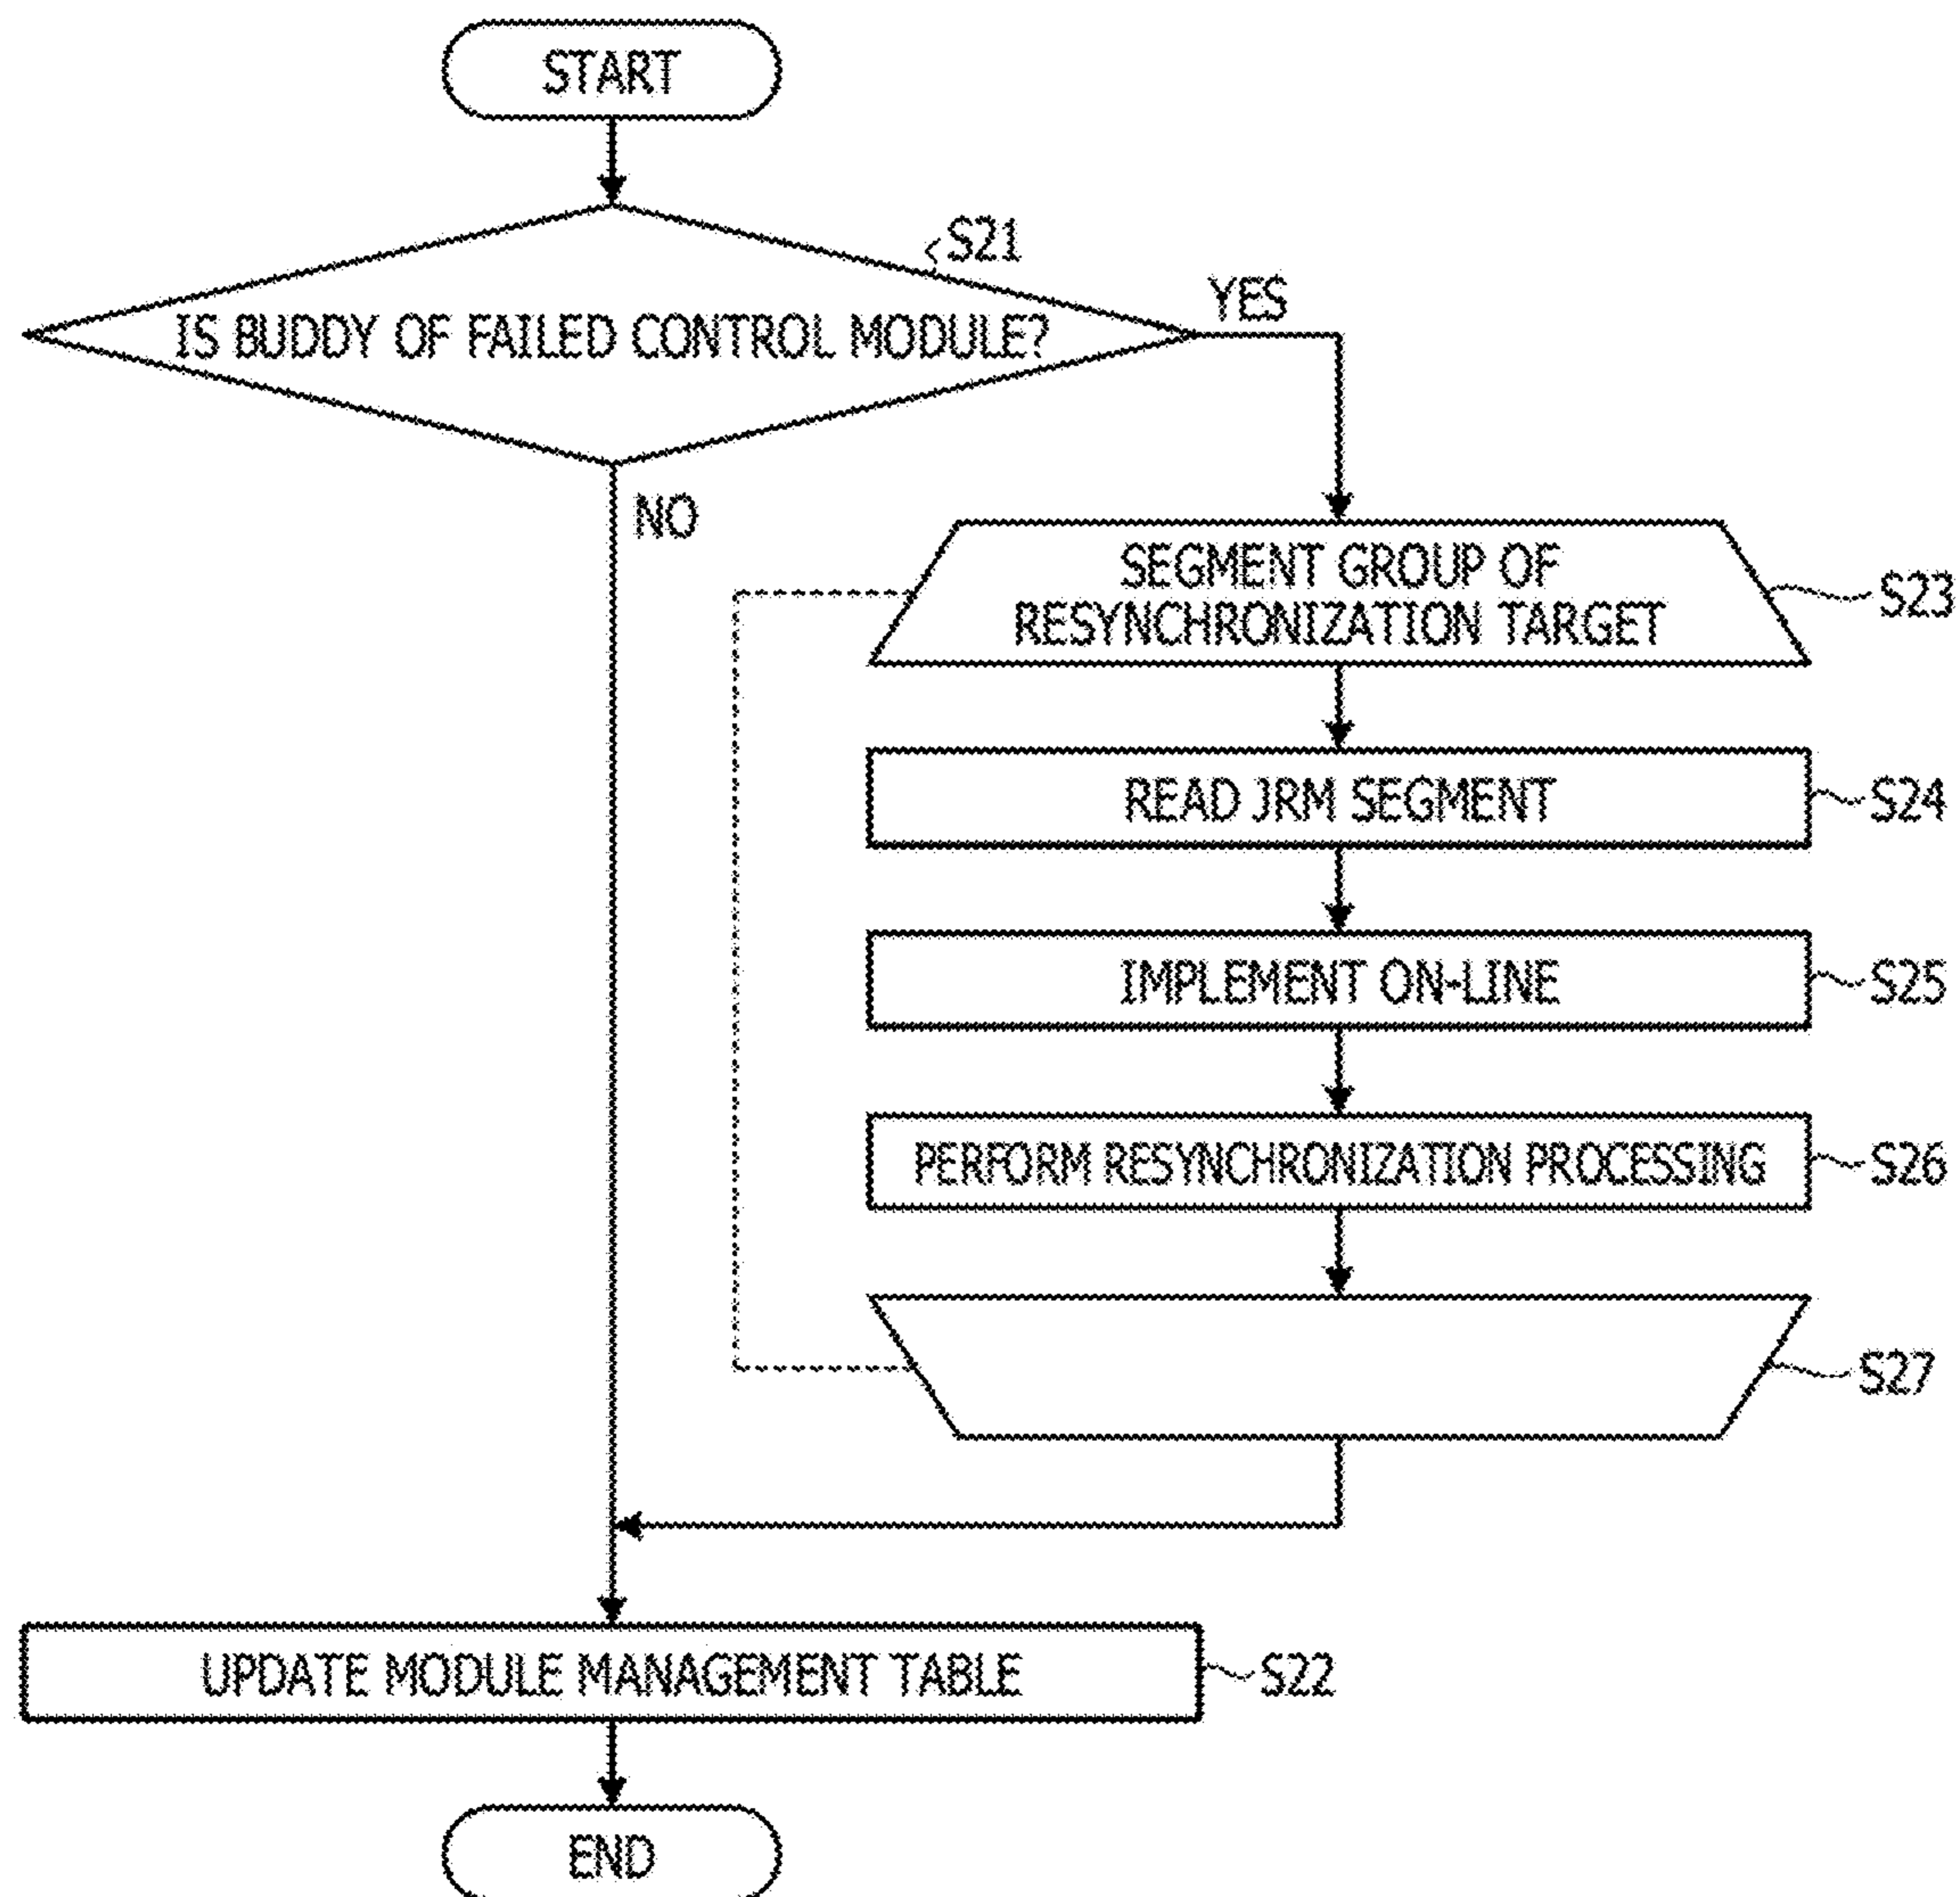 START
S21
IS BUDDY OF FAILED CONTROL MODULE?
YES
NO
SEGMENT GROUP OF
RESYNCHRONIZATION TARGET
S23
READ JRM SEGMENT
S24
IMPLEMENT ON-LINE
S25
PERFORM RESYNCHRONIZATION PROCESSING
S26
S27
UPDATE MODULE MANAGEMENT TABLE
S22
END